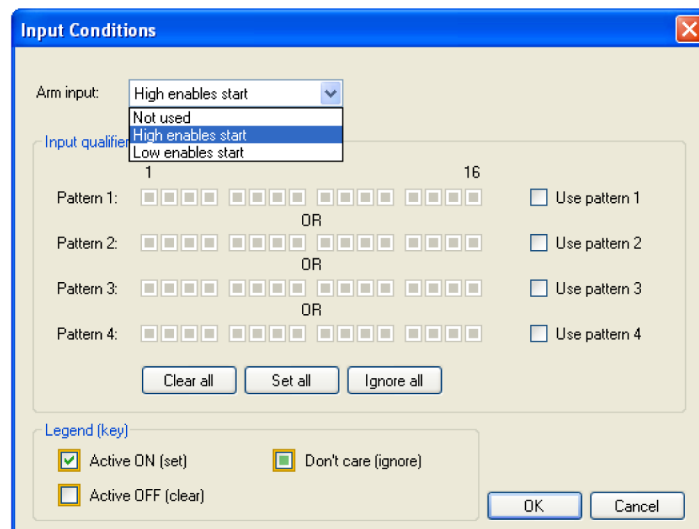 Input Conditions
Arm input: High enables start
Not used
High enables start
Low enables start
Input qualifier
1 16
Pattern 1: Use pattern 1
OR
Pattern 2: Use pattern 2
OR
Pattern 3: Use pattern 3
OR
Pattern 4: Use pattern 4
Clear all Set all Ignore all
Legend (key)
Active ON (set) Don't care (ignore)
Active OFF (clear)
OK Cancel